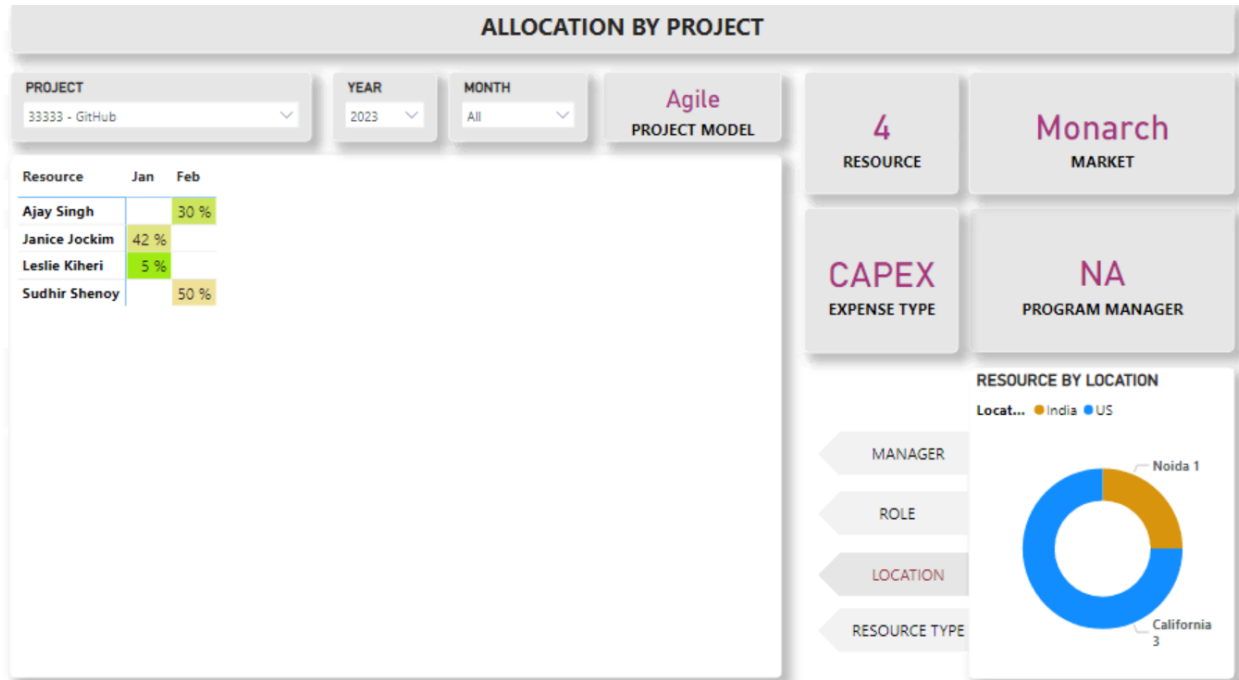 ALLOCATION BY PROJECT
PROJECT
33333 - GitHub
YEAR
2023
MONTH
All
Agile
PROJECT MODEL
4
RESOURCE
Monarch
MARKET
Resource Jan Feb
Ajay Singh 30 %
Janice Jockim 42 %
Leslie Kiheri 5 %
Sudhir Shenoy 50 %
CAPEX
EXPENSE TYPE
NA
PROGRAM MANAGER
MANAGER
ROLE
LOCATION
RESOURCE TYPE
RESOURCE BY LOCATION
Locat... India US
Noida 1
California
3